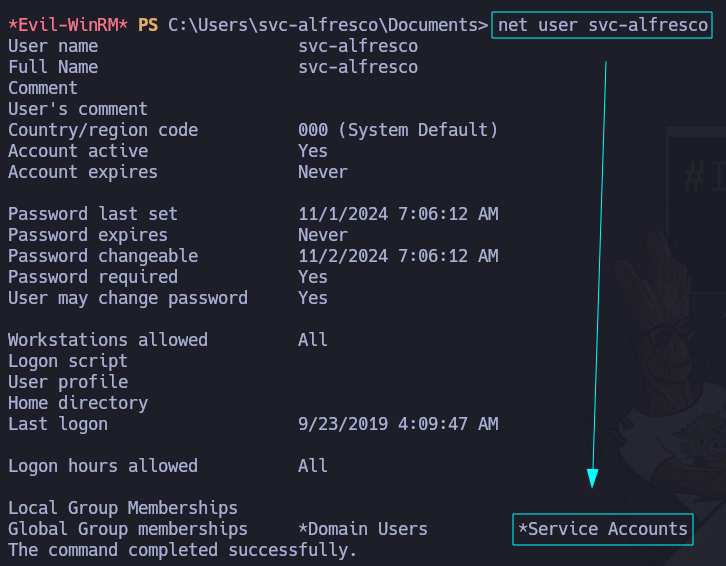 *Evil-WinRM* PS C:\Users\svc-alfresco\Documents> net user svc-alfresco
User name                    svc-alfresco
Full Name                    svc-alfresco
Comment
User's comment
Country/region code          000 (System Default)
Account active               Yes
Account expires              Never
Password last set            11/1/2024 7:06:12 AM
Password expires             Never
Password changeable          11/2/2024 7:06:12 AM
Password required            Yes
User may change password     Yes
Workstations allowed         All
Logon script
User profile
Home directory
Last logon                   9/23/2019 4:09:47 AM
Logon hours allowed          All
Local Group Memberships
Global Group memberships     *Domain Users         *Service Accounts
The command completed successfully.